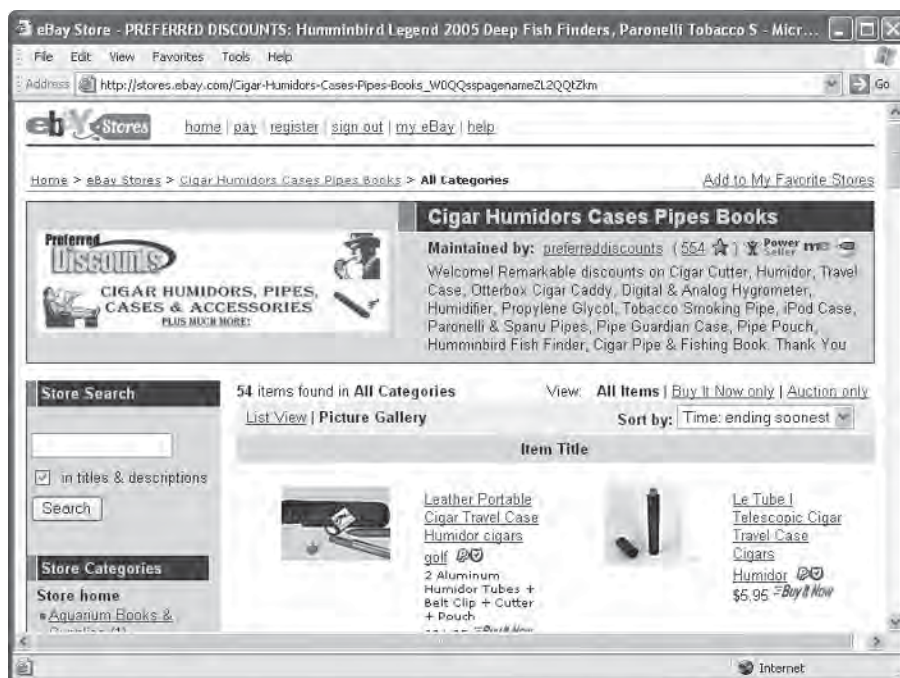 eBay Store - PREFERRED DISCOUNTS: Humminbird Legend 2005 Deep Fish Finders, Paronelli Tobacco S - Micr...
File Edit View Favorites Tools Help
Address http://stores.ebay.com/Cigar-Humidors-Cases-Pipes-Books_W0QQsspagenameZL2QQtZkm Go
ebY Stores home | pay | register | sign out | my eBay | help
Home > eBay Stores > Cigar Humidors Cases Pipes Books > All Categories Add to My Favorite Stores
Preferred
Discounts
CIGAR HUMIDORS, PIPES,
CASES & ACCESSORIES
PLUS MUCH MORE!
Cigar Humidors Cases Pipes Books
Maintained by: preferreddiscounts ( 554 ) Power Seller me
Welcome! Remarkable discounts on Cigar Cutter, Humidor, Travel
Case, Otterbox Cigar Caddy, Digital & Analog Hygrometer,
Humidifier, Propylene Glycol, Tobacco Smoking Pipe, iPod Case,
Paronelli & Spanu Pipes, Pipe Guardian Case, Pipe Pouch,
Humminbird Fish Finder, Cigar Pipe & Fishing Book. Thank You
Store Search
in titles & descriptions
Search
Store Categories
Store home
Aquarium Books &
54 items found in All Categories View: All Items | Buy It Now only | Auction only
List View | Picture Gallery Sort by: Time: ending soonest
Item Title
Leather Portable
Cigar Travel Case
Humidor cigars
golf
2 Aluminum
Humidor Tubes +
Belt Clip + Cutter
+ Pouch
Le Tube I
Telescopic Cigar
Travel Case
Cigars
Humidor
$5.95 Buy It Now
Internet